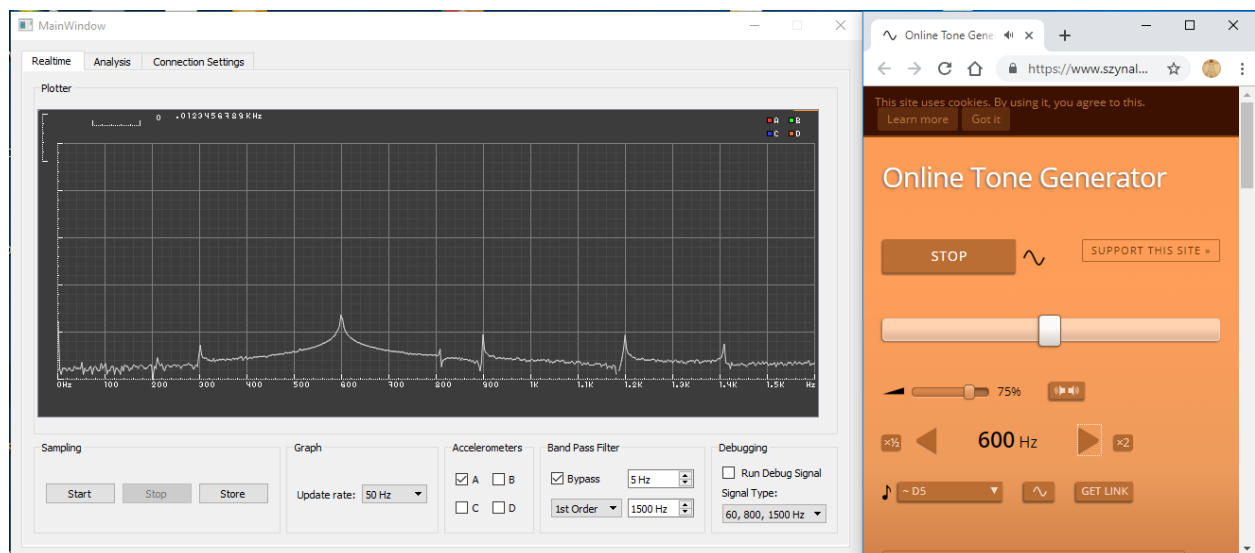 MainWindow
Realtime Analysis Connection Settings
Plotter
0 .0123456789KHz
A B
C D
0Hz 100 200 300 400 500 600 700 800 900 1K 1.1K 1.2K 1.3K 1.4K 1.5K Hz
Sampling
Start Stop Store
Graph
Update rate: 50 Hz
Accelerometers
A B
C D
Band Pass Filter
Bypass 5 Hz
1st Order 1500 Hz
Debugging
Run Debug Signal
Signal Type:
60, 800, 1500 Hz
Online Tone Gene
https://www.szynal...
This site uses cookies. By using it, you agree to this.
Learn more Got it
Online Tone Generator
STOP SUPPORT THIS SITE »
75%
×½ 600 Hz ×2
~ D5 GET LINK